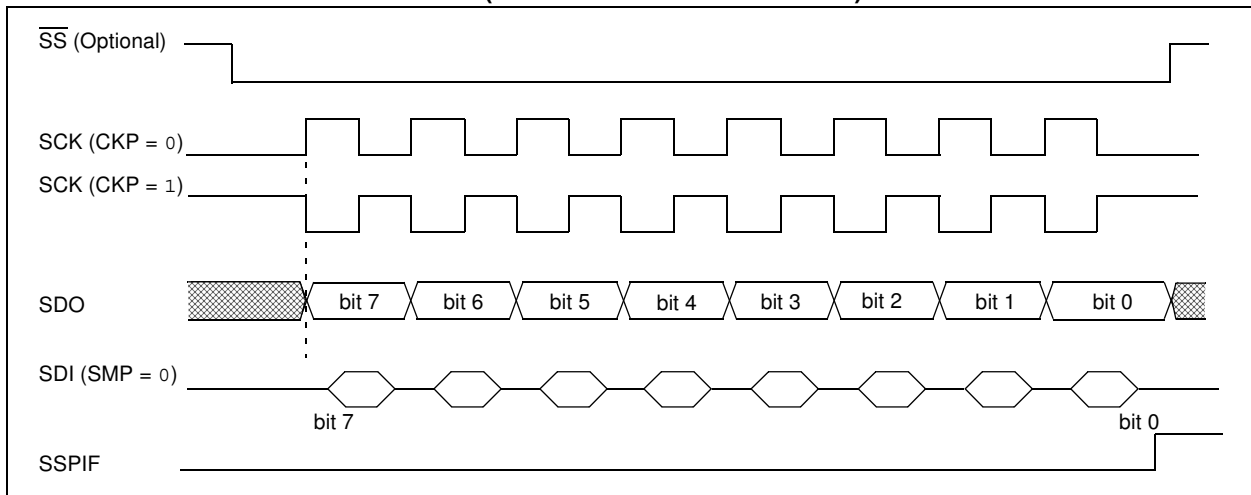 SS (Optional)
SCK (CKP = 0)
SCK (CKP = 1)
SDO
bit 7 bit 6 bit 5 bit 4 bit 3 bit 2 bit 1 bit 0
SDI (SMP = 0)
bit 7 bit 0
SSPIF